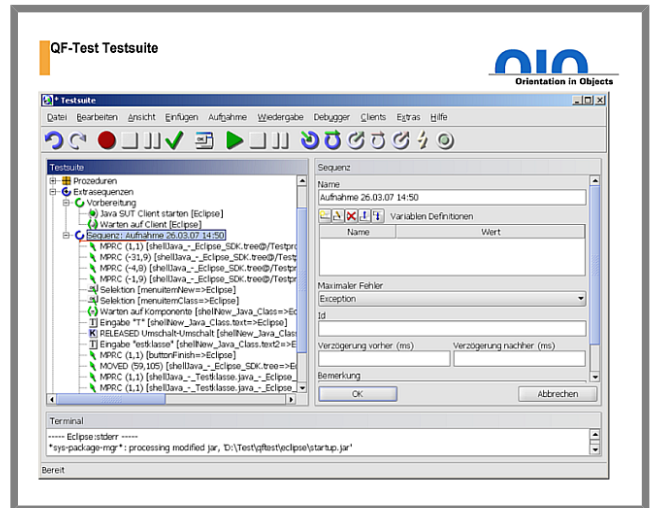 QF-Test Testsuite
Orientation in Objects
* Testsuite
Datei Bearbeiten Ansicht Einfügen Aufnahme Wiedergabe Debugger Clients Extras Hilfe
Testsuite
Prozeduren
Extrasequenzen
Vorbereitung
Java SUT Client starten [Eclipse]
Warten auf Client [Eclipse]
Sequenz: Aufnahme 26.03.07 14:50
MPRC (1,1) [shellJava_-_Eclipse_SDK.tree@/Testpro
MPRC (-31,9) [shellJava_-_Eclipse_SDK.tree@/Testp
MPRC (-4,8) [shellJava_-_Eclipse_SDK.tree@/Testpr
MPRC (-1,9) [shellJava_-_Eclipse_SDK.tree@/Testpr
Selektion [menuitemNew=>Eclipse]
Selektion [menuitemClass=>Eclipse]
Warten auf Komponente [shellNew_Java_Class=>Ec
Eingabe "T" [shellNew_Java_Class.text=>Eclipse]
RELEASED Umschalt-Umschalt [shellNew_Java_Class
Eingabe "estklasse" [shellNew_Java_Class.text2=>E
MPRC (1,1) [buttonFinish=>Eclipse]
MOVED (59,105) [shellJava_-_Eclipse_SDK.tree=>E
MPRC (1,1) [shellJava_-_Testklasse.java_-_Eclipse_
MPRC (1,1) [shellJava_-_Testklasse.java_-_Eclipse_
Sequenz
Name
Aufnahme 26.03.07 14:50
Variablen Definitionen
Name Wert
Maximaler Fehler
Exception
Id
Verzögerung vorher (ms) Verzögerung nachher (ms)
Bemerkung
OK Abbrechen
Terminal
----- Eclipse:stderr -----
*sys-package-mgr*: processing modified jar, 'D:\Test\qftest\eclipse\startup.jar'
Bereit